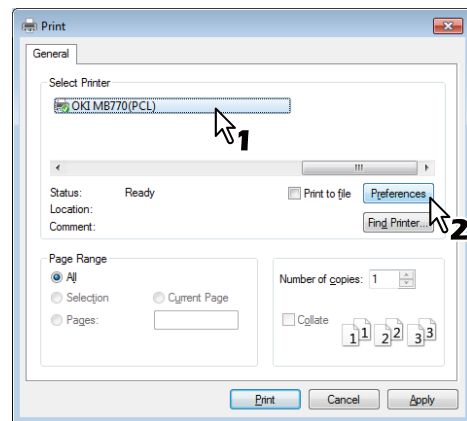 Print
General
Select Printer
OKI MB770(PCL)
1
Status: Ready
Print to file
Preferences
Location:
2
Comment:
Find Printer...
Page Range
All
Selection
Current Page
Pages:
Number of copies: 1
Collate
1 1 2 2 3 3
Print Cancel Apply